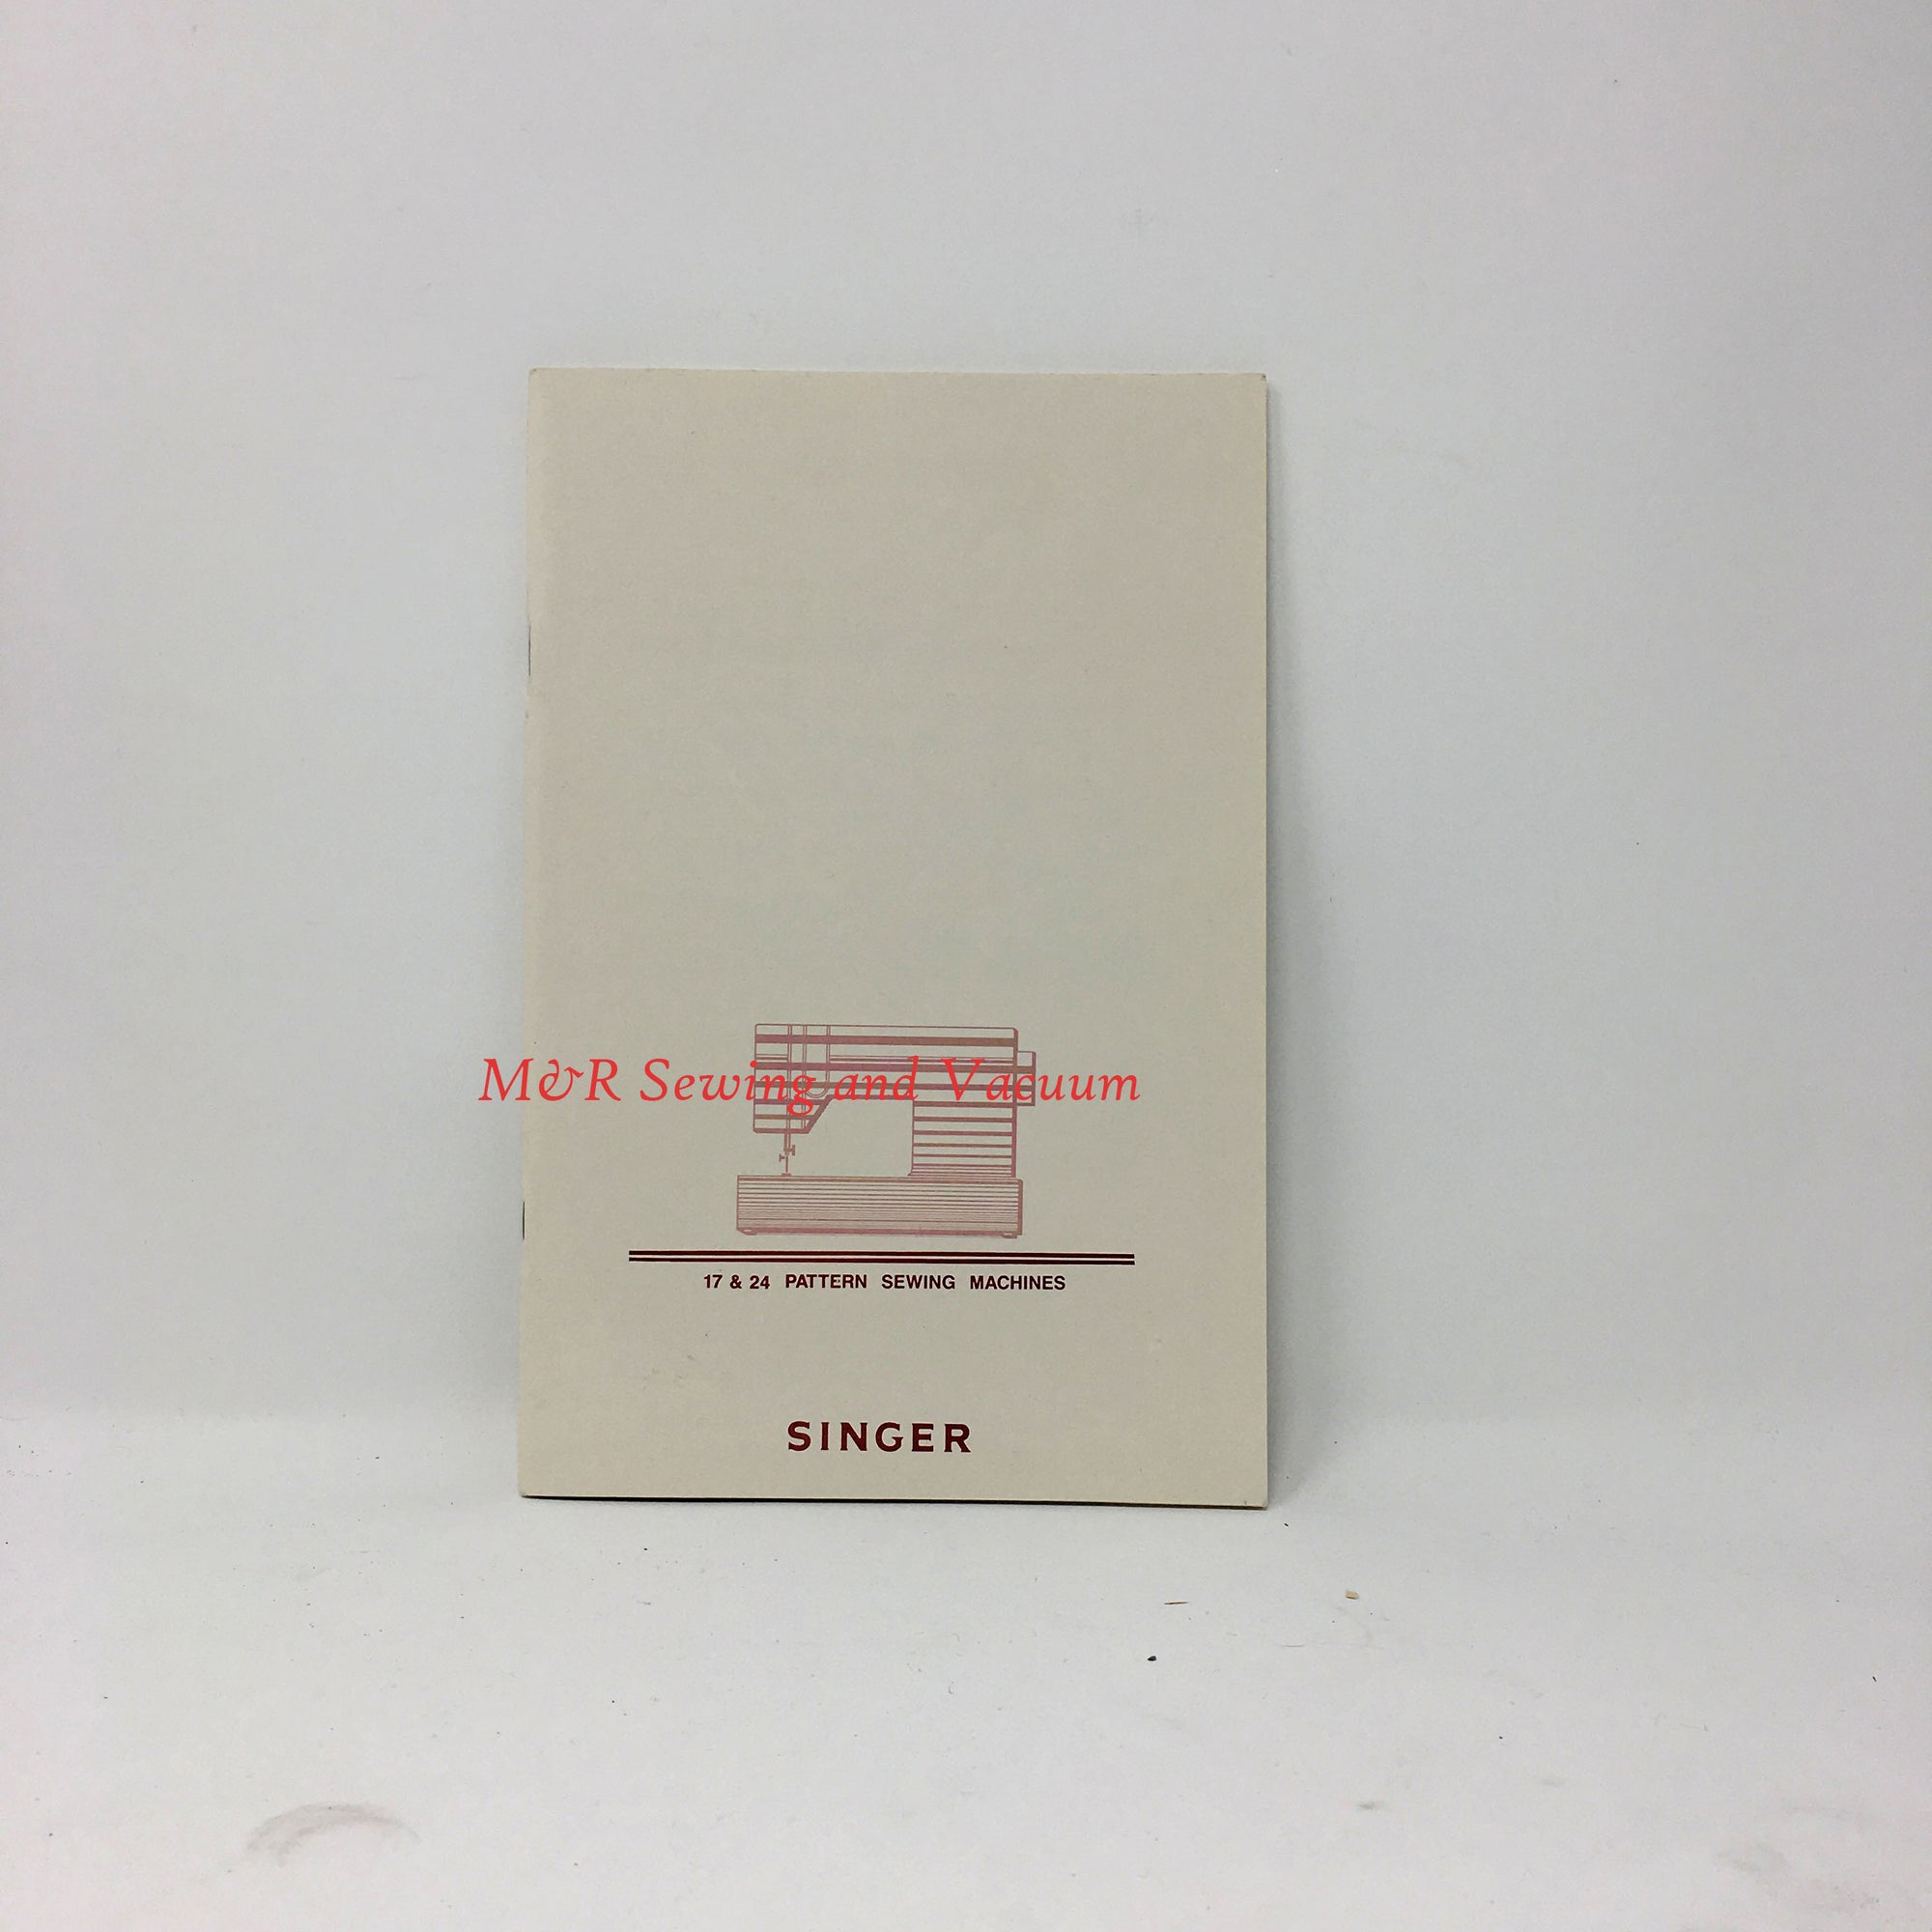 M&R Sewing and Vacuum
17 & 24 PATTERN SEWING MACHINES
SINGER